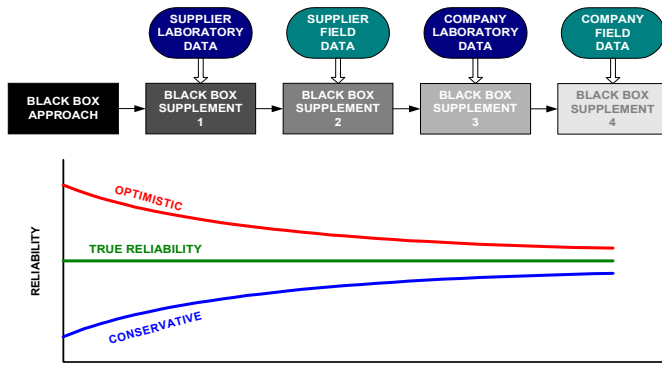 SUPPLIER
LABORATORY
DATA
SUPPLIER
FIELD
DATA
COMPANY
LABORATORY
DATA
COMPANY
FIELD
DATA
BLACK BOX
APPROACH
BLACK BOX
SUPPLEMENT
1
BLACK BOX
SUPPLEMENT
2
BLACK BOX
SUPPLEMENT
3
BLACK BOX
SUPPLEMENT
4
OPTIMISTIC
TRUE RELIABILITY
RELIABILITY
CONSERVATIVE